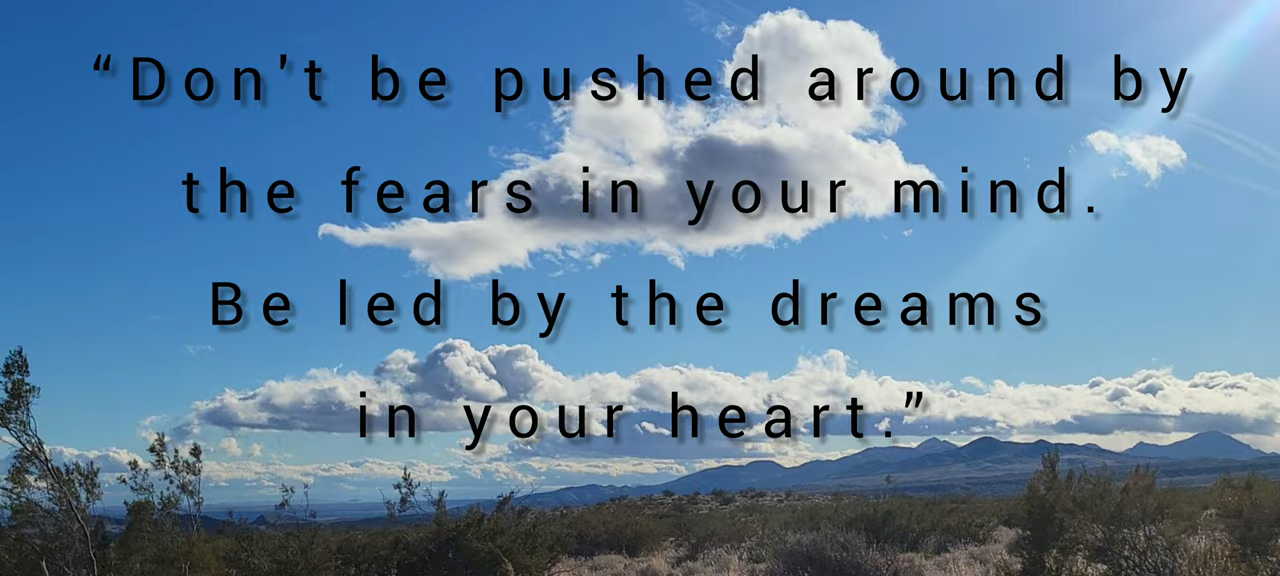 “Don't be pushed around by
the fears in your mind.
Be led by the dreams
in your heart.”